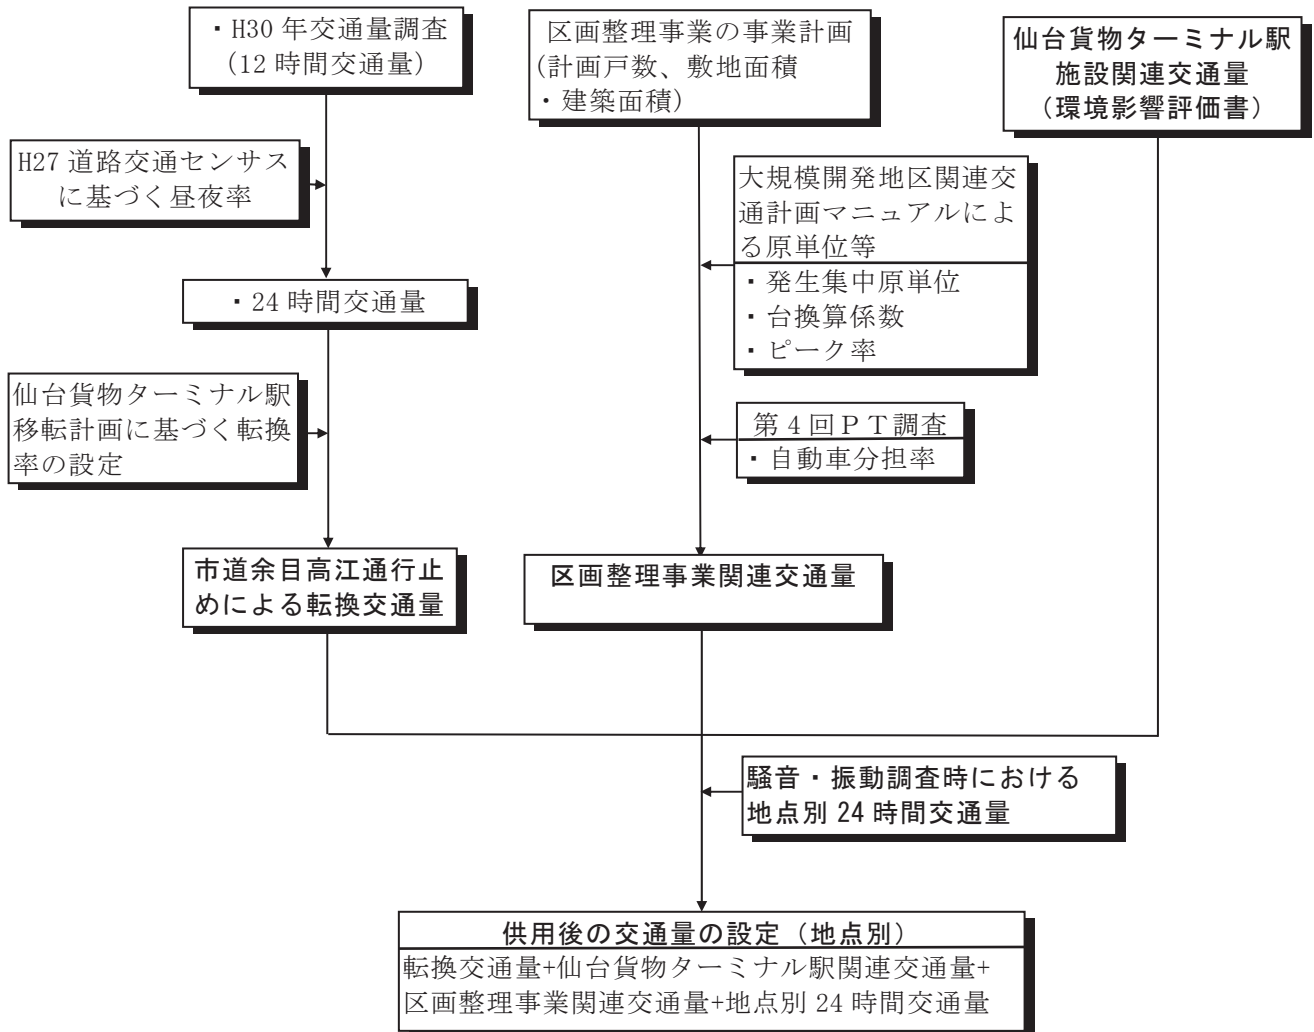 ・H30 年交通量調査
(12 時間交通量)
区画整理事業の事業計画
(計画戸数、敷地面積
・建築面積)
仙台貨物ターミナル駅
施設関連交通量
（環境影響評価書）
H27 道路交通センサス
に基づく昼夜率
大規模開発地区関連交
通計画マニュアルによ
る原単位等
・発生集中原単位
・台換算係数
・ピーク率
・24 時間交通量
仙台貨物ターミナル駅
移転計画に基づく転換
率の設定
第４回ＰＴ調査
・自動車分担率
市道余目高江通行止
めによる転換交通量
区画整理事業関連交通量
騒音・振動調査時における
地点別 24 時間交通量
供用後の交通量の設定（地点別）
転換交通量+仙台貨物ターミナル駅関連交通量+
区画整理事業関連交通量+地点別 24 時間交通量